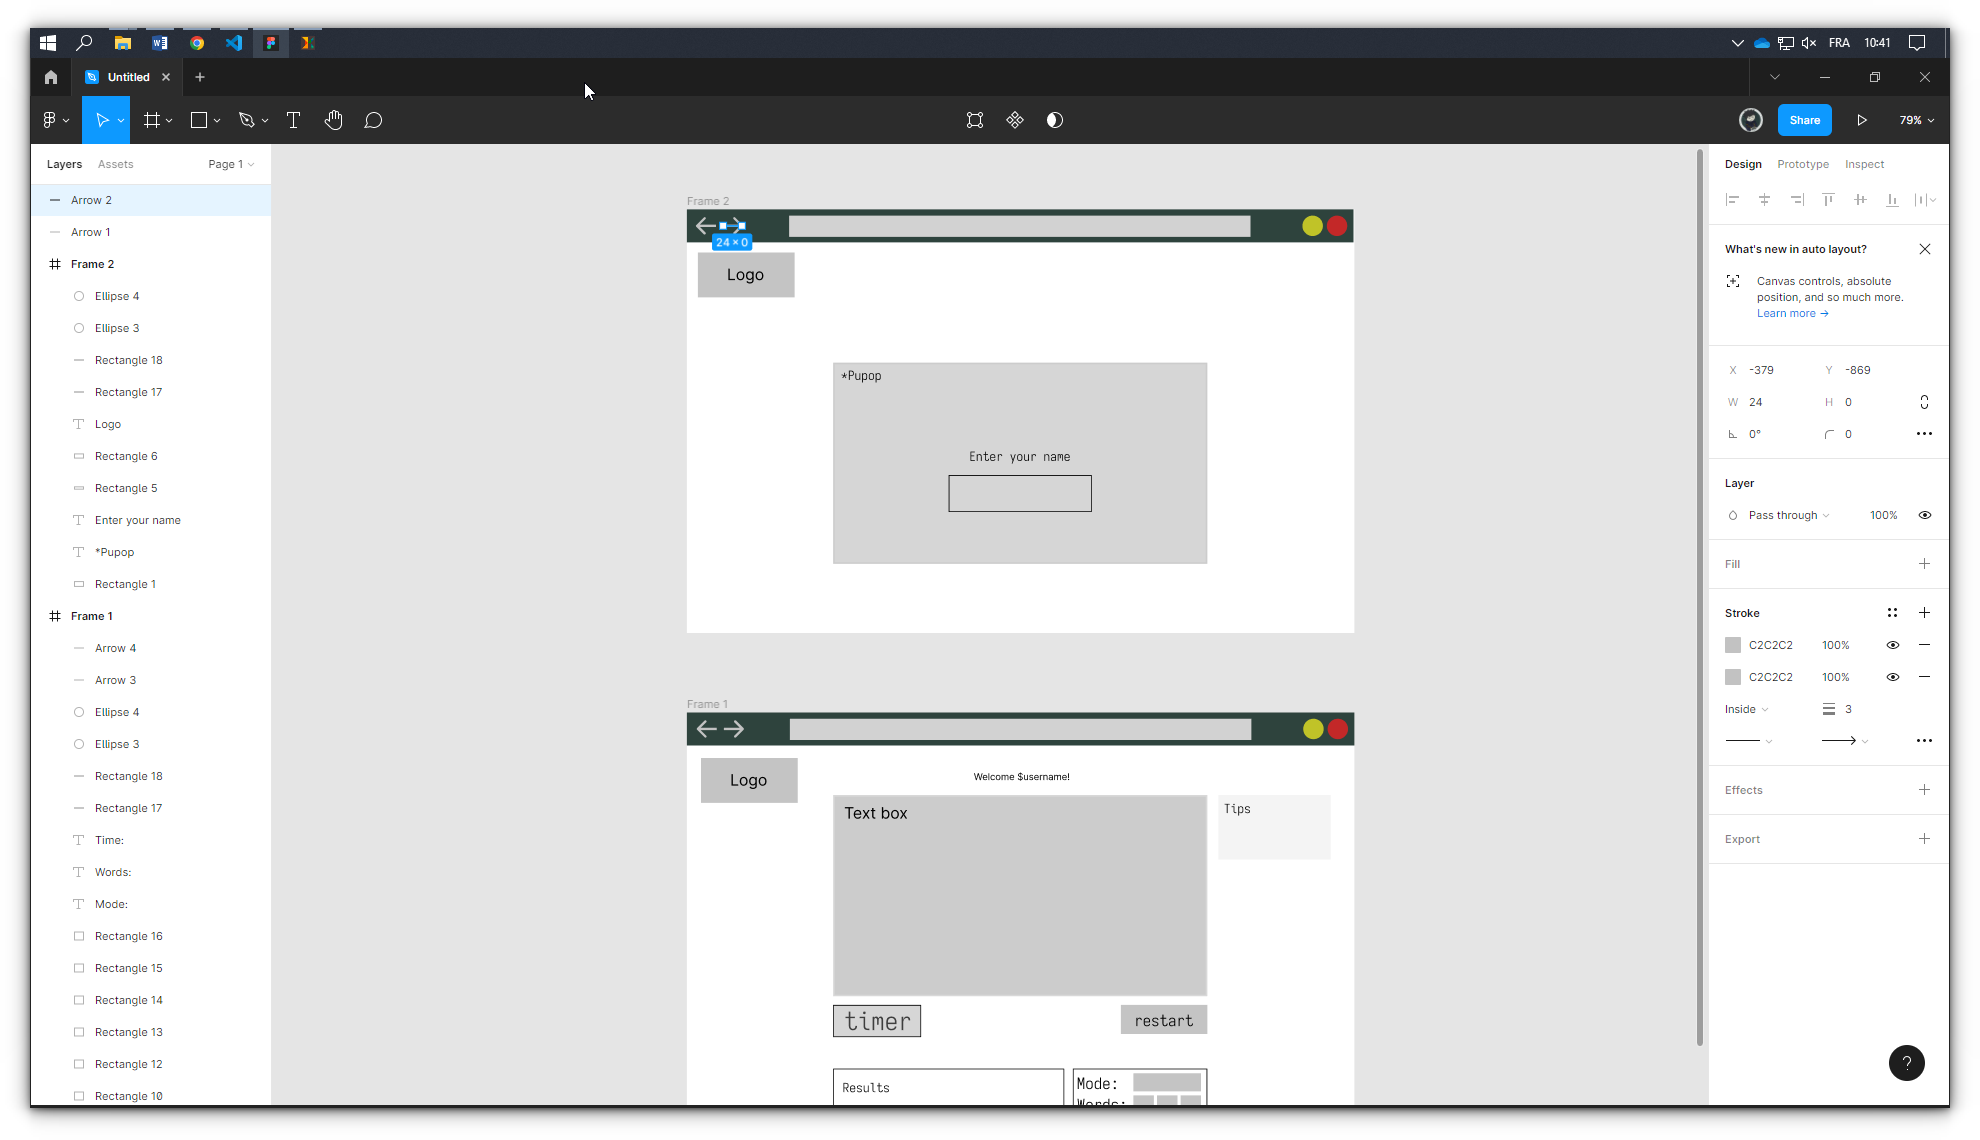 FRA 10:41
Untitled
Share
79%
Layers Assets Page 1
Arrow 2
Arrow 1
Frame 2
Ellipse 4
Ellipse 3
Rectangle 18
Rectangle 17
Logo
Rectangle 6
Rectangle 5
Enter your name
*Pupop
Rectangle 1
Frame 1
Arrow 4
Arrow 3
Ellipse 4
Ellipse 3
Rectangle 18
Rectangle 17
Time:
Words:
Mode:
Rectangle 16
Rectangle 15
Rectangle 14
Rectangle 13
Rectangle 12
Rectangle 10
Frame 2
24 × 0
Logo
*Pupop
Enter your name
Frame 1
Logo
Welcome $username!
Text box
Tips
timer
restart
Results
Mode:
Words:
Design Prototype Inspect
What's new in auto layout?
Canvas controls, absolute
position, and so much more.
Learn more →
X -379 Y -869
W 24 H 0
0° 0
Layer
Pass through 100%
Fill
Stroke
C2C2C2 100%
C2C2C2 100%
Inside 3
Effects
Export
?